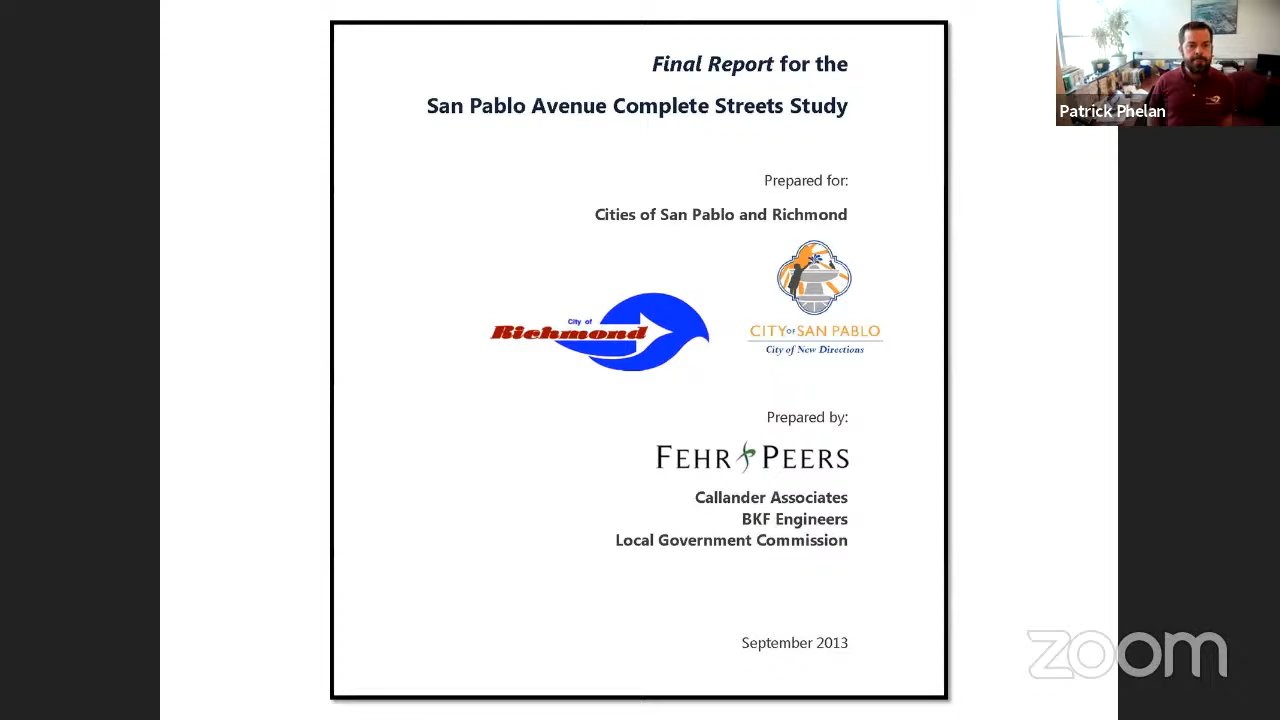 Final Report for the
San Pablo Avenue Complete Streets Study
Prepared for:
Cities of San Pablo and Richmond
City of
Richmond
CITY OF SAN PABLO
City of New Directions
Prepared by:
FEHR PEERS
Callander Associates
BKF Engineers
Local Government Commission
September 2013
Patrick Phelan
zoom